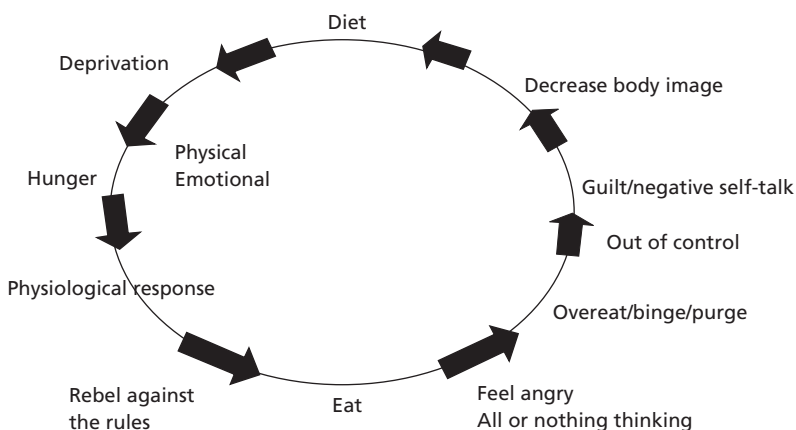 Diet
Deprivation
Decrease body image
Physical
Emotional
Hunger
Guilt/negative self-talk
Out of control
Physiological response
Overeat/binge/purge
Rebel against
the rules
Eat
Feel angry
All or nothing thinking